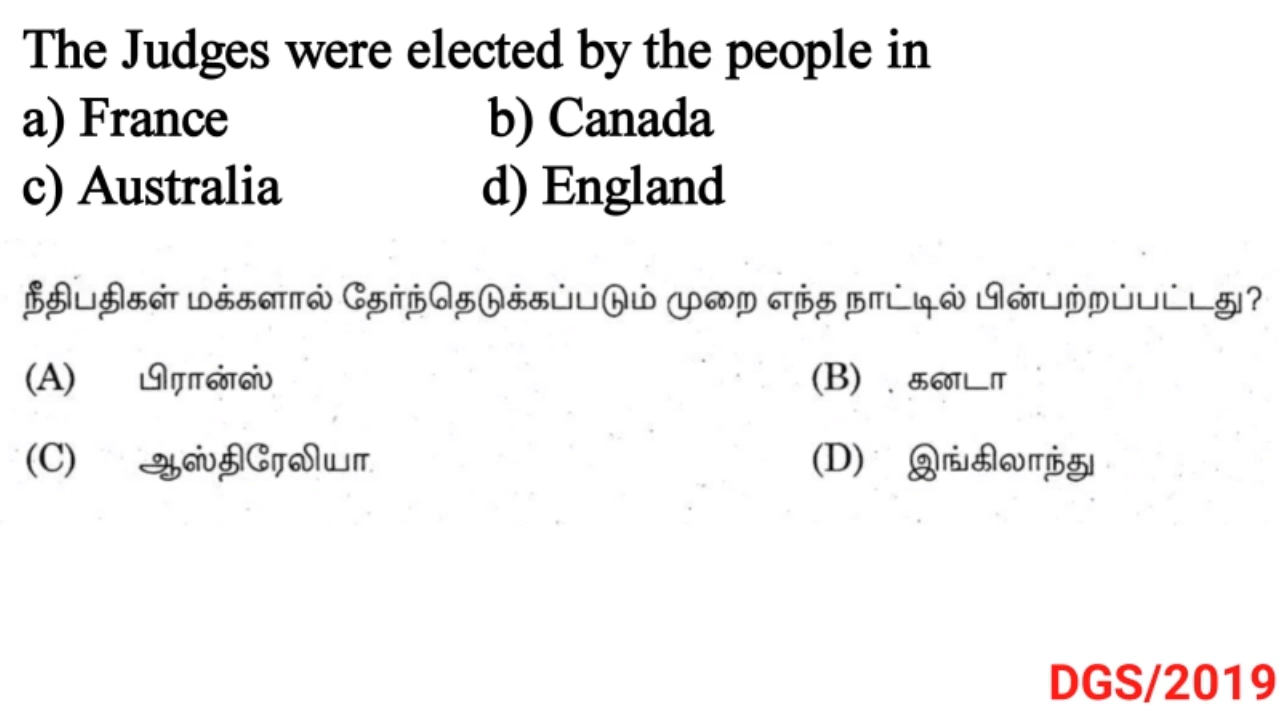 The Judges were elected by the people in
a) France b) Canada
c) Australia d) England
நீதிபதிகள் மக்களால் தேர்ந்தெடுக்கப்படும் முறை எந்த நாட்டில் பின்பற்றப்பட்டது?
(A) பிரான்ஸ் (B) கனடா
(C) ஆஸ்திரேலியா (D) இங்கிலாந்து
DGS/2019